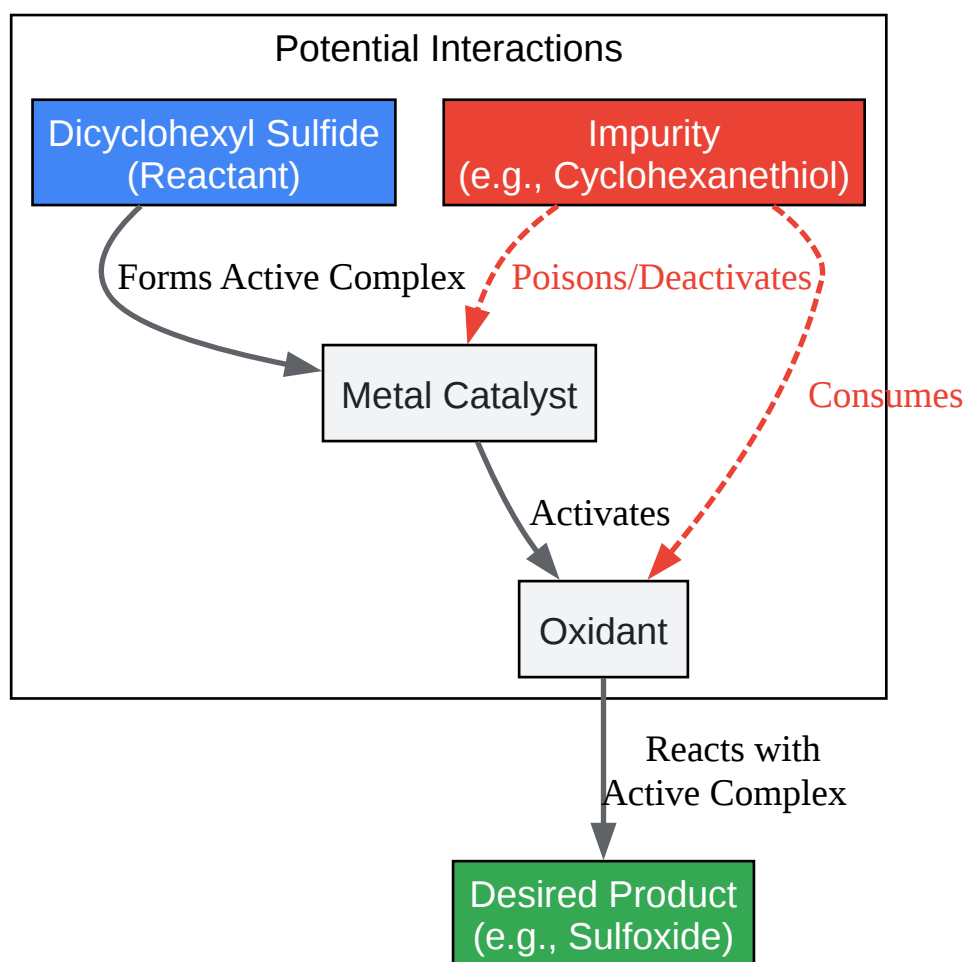 Potential Interactions
Dicyclohexyl Sulfide
(Reactant)
Impurity
(e.g., Cyclohexanethiol)
Forms Active Complex
Poisons/Deactivates
Metal Catalyst
Consumes
Activates
Oxidant
Reacts with
Active Complex
Desired Product
(e.g., Sulfoxide)